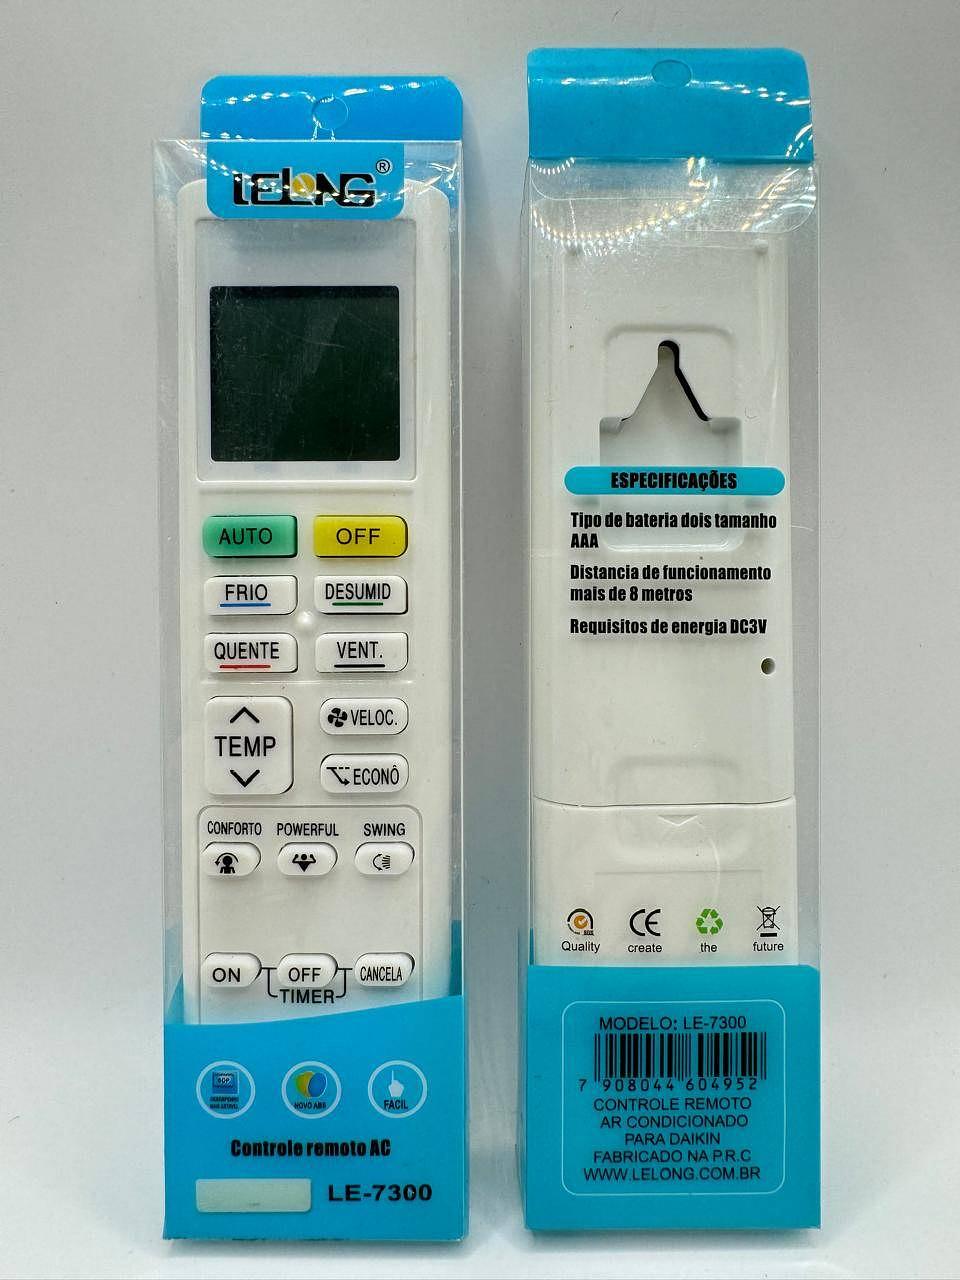 LELONG®
AUTO
OFF
FRIO
DESUMID
QUENTE
VENT.
TEMP
VELOC.
ECONÔ
CONFORTO
POWERFUL
SWING
ON
OFF
CANCELA
TIMER
NOVO ABS
FACIL
Controle remoto AC
LE-7300
ESPECIFICAÇÕES
Tipo de bateria dois tamanho
AAA
Distancia de funcionamento
mais de 8 metros
Requisitos de energia DC3V
CE
Quality
create
the
future
MODELO: LE-7300
7 908044 604952
CONTROLE REMOTO
AR CONDICIONADO
PARA DAIKIN
FABRICADO NA P.R.C
WWW.LELONG.COM.BR